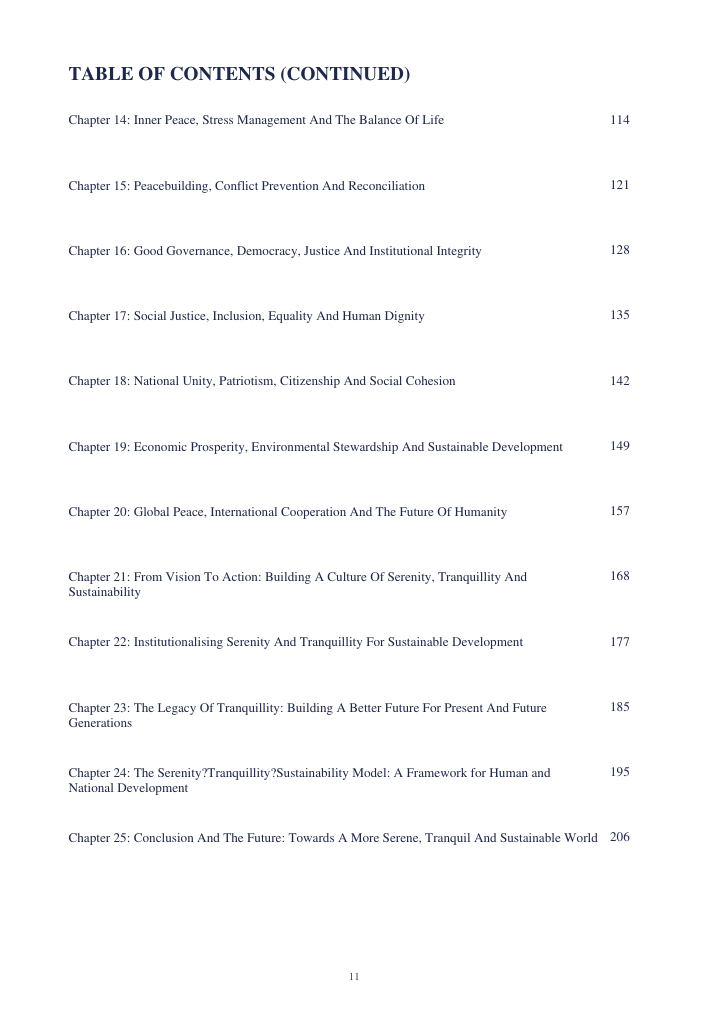 TABLE OF CONTENTS (CONTINUED)
Chapter 14: Inner Peace, Stress Management And The Balance Of Life 114
Chapter 15: Peacebuilding, Conflict Prevention And Reconciliation 121
Chapter 16: Good Governance, Democracy, Justice And Institutional Integrity 128
Chapter 17: Social Justice, Inclusion, Equality And Human Dignity 135
Chapter 18: National Unity, Patriotism, Citizenship And Social Cohesion 142
Chapter 19: Economic Prosperity, Environmental Stewardship And Sustainable Development 149
Chapter 20: Global Peace, International Cooperation And The Future Of Humanity 157
Chapter 21: From Vision To Action: Building A Culture Of Serenity, Tranquillity And 168
Sustainability
Chapter 22: Institutionalising Serenity And Tranquillity For Sustainable Development 177
Chapter 23: The Legacy Of Tranquillity: Building A Better Future For Present And Future 185
Generations
Chapter 24: The Serenity?Tranquillity?Sustainability Model: A Framework for Human and 195
National Development
Chapter 25: Conclusion And The Future: Towards A More Serene, Tranquil And Sustainable World 206
11